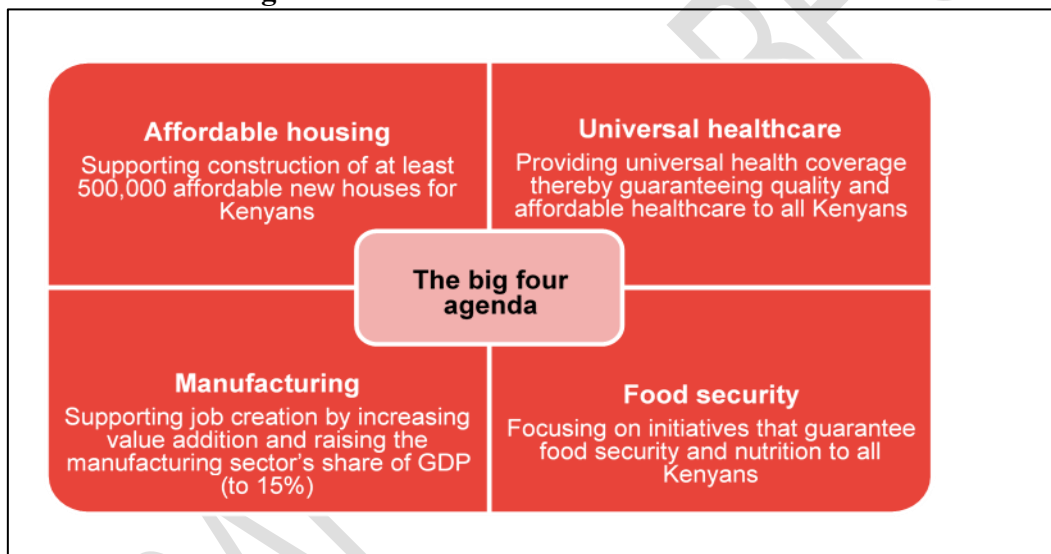 Affordable housing
Supporting construction of at least
500,000 affordable new houses for
Kenyans
Universal healthcare
Providing universal health coverage
thereby guaranteeing quality and
affordable healthcare to all Kenyans
The big four
agenda
Manufacturing
Supporting job creation by increasing
value addition and raising the
manufacturing sector's share of GDP
(to 15%)
Food security
Focusing on initiatives that guarantee
food security and nutrition to all
Kenyans